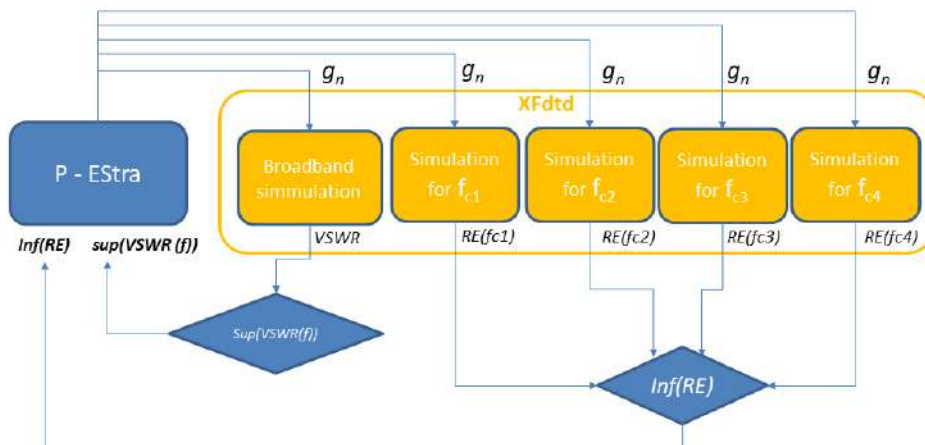 g_n g_n g_n g_n g_n
XFdtd
P - EStra
Broadband
simmulation
Simulation
for f_c1
Simulation
for f_c2
Simulation
for f_c3
Simulation
for f_c4
Inf(RE) sup(VSWR (f))
VSWR RE(fc1) RE(fc2) RE(fc3) RE(fc4)
Sup(VSWR(f))
Inf(RE)